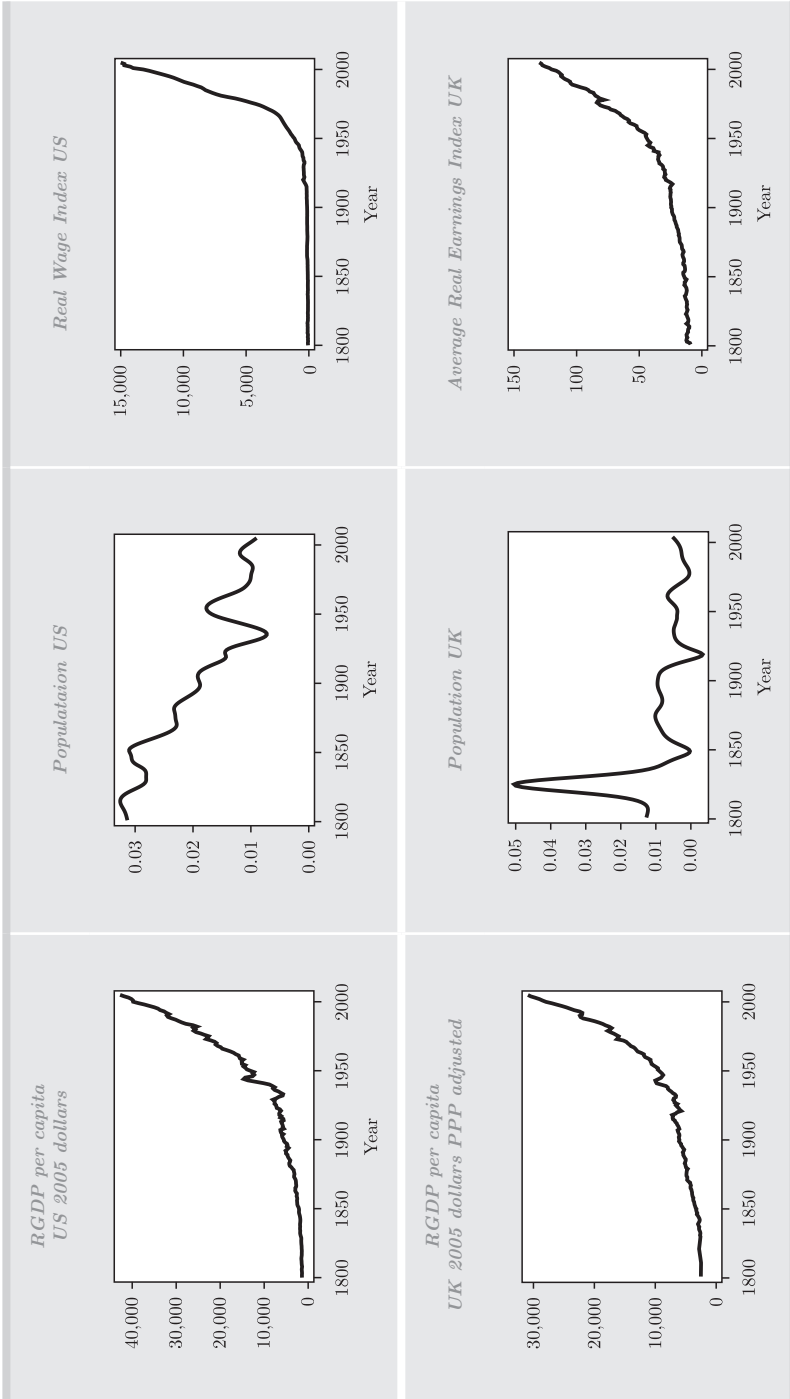 RGDP per capita
US 2005 dollars
40,000
30,000
20,000
10,000
0
1800 1850 1900 1950 2000
Year
Populataion US
0.03
0.02
0.01
0.00
1800 1850 1900 1950 2000
Year
Real Wage Index US
15,000
10,000
5,000
0
1800 1850 1900 1950 2000
Year
RGDP per capita
UK 2005 dollars PPP adjusted
30,000
20,000
10,000
0
1800 1850 1900 1950 2000
Population UK
0.05
0.04
0.03
0.02
0.01
0.00
1800 1850 1900 1950 2000
Year
Average Real Earnings Index UK
150
100
50
0
1800 1850 1900 1950 2000
Year